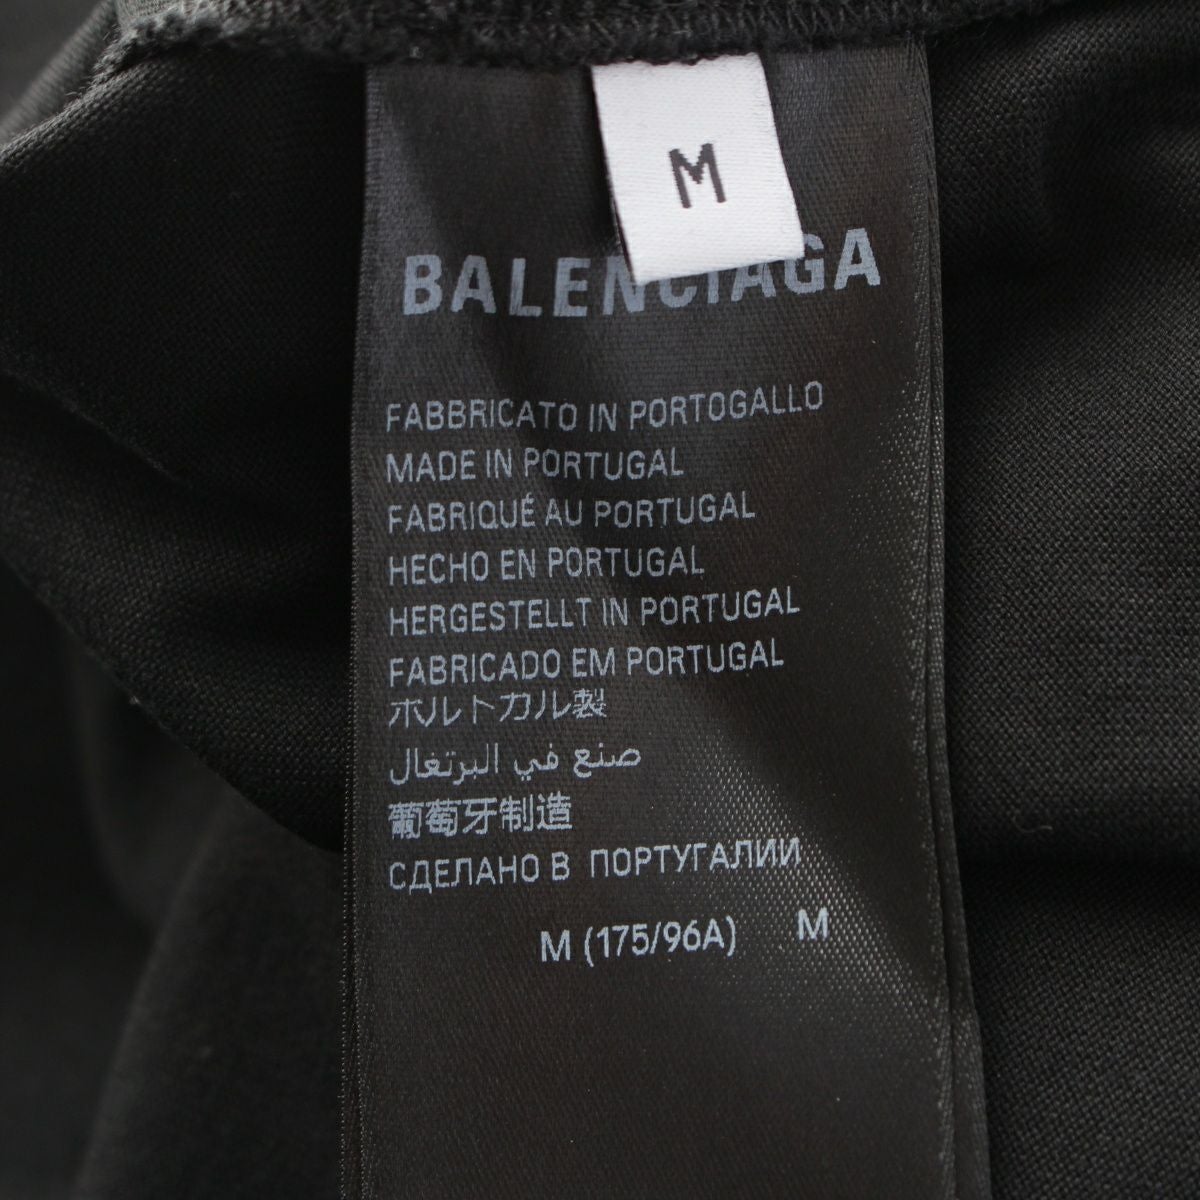 M
BALENCIAGA
FABBRICATO IN PORTOGALLO
MADE IN PORTUGAL
FABRIQUÉ AU PORTUGAL
HECHO EN PORTUGAL
HERGESTELLT IN PORTUGAL
FABRICADO EM PORTUGAL
ポルトガル製
صنع في البرتغال
葡萄牙制造
СДЕЛАНО В ПОРТУГАЛИИ
M (175/96A) M